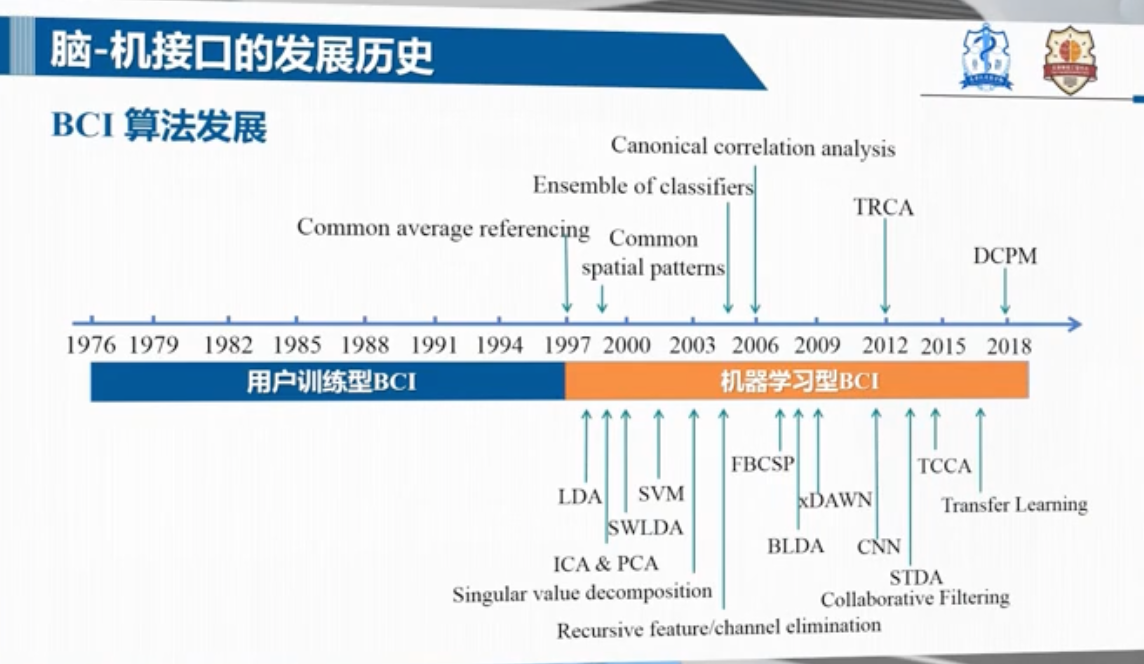 脑-机接口的发展历史
BCI 算法发展
Canonical correlation analysis
Ensemble of classifiers
TRCA
Common average referencing
Common
spatial patterns
DCPM
1976 1979 1982 1985 1988 1991 1994 1997 2000 2003 2006 2009 2012 2015 2018
用户训练型BCI
机器学习型BCI
FBCSP
TCCA
LDA
SVM
xDAWN
Transfer Learning
SWLDA
BLDA
CNN
ICA & PCA
STDA
Singular value decomposition
Collaborative Filtering
Recursive feature/channel elimination